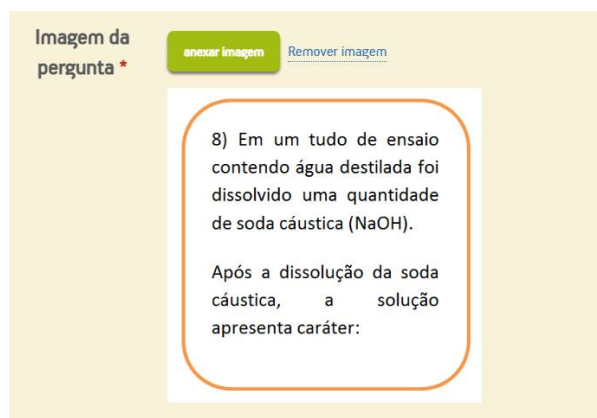 Imagem da
pergunta *
anexar imagem
Remover imagem
8) Em um tudo de ensaio
contendo água destilada foi
dissolvido uma quantidade
de soda cáustica (NaOH).
Após a dissolução da soda
cáustica, a solução
apresenta caráter: